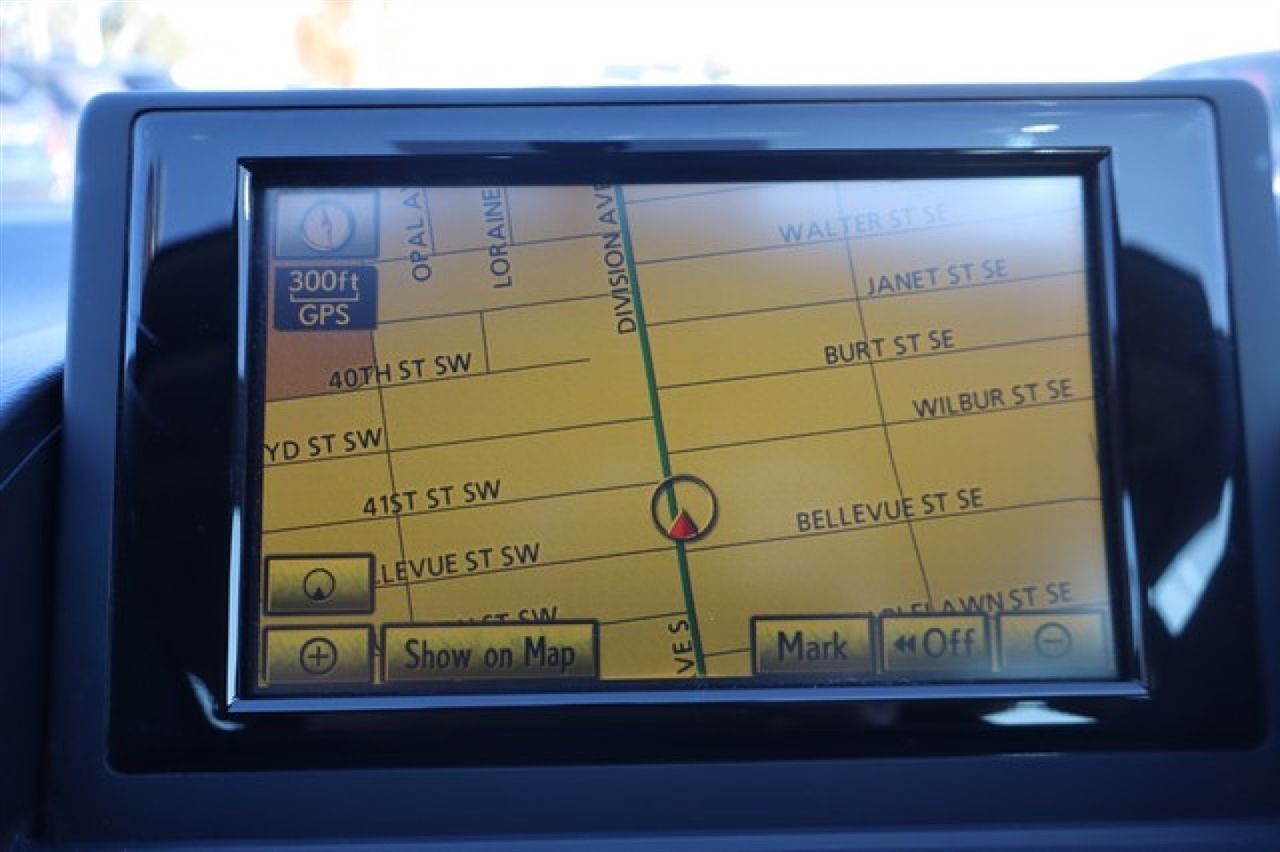 OPAL AV
LORAINE
DIVISION AVE
WALTER ST SE
300ft
GPS
JANET ST SE
40TH ST SW
BURT ST SE
YD ST SW
WILBUR ST SE
41ST ST SW
BELLEVUE ST SE
LEVUE ST SW
ST SW
ST SE
VE S
Show on Map
Mark
Off